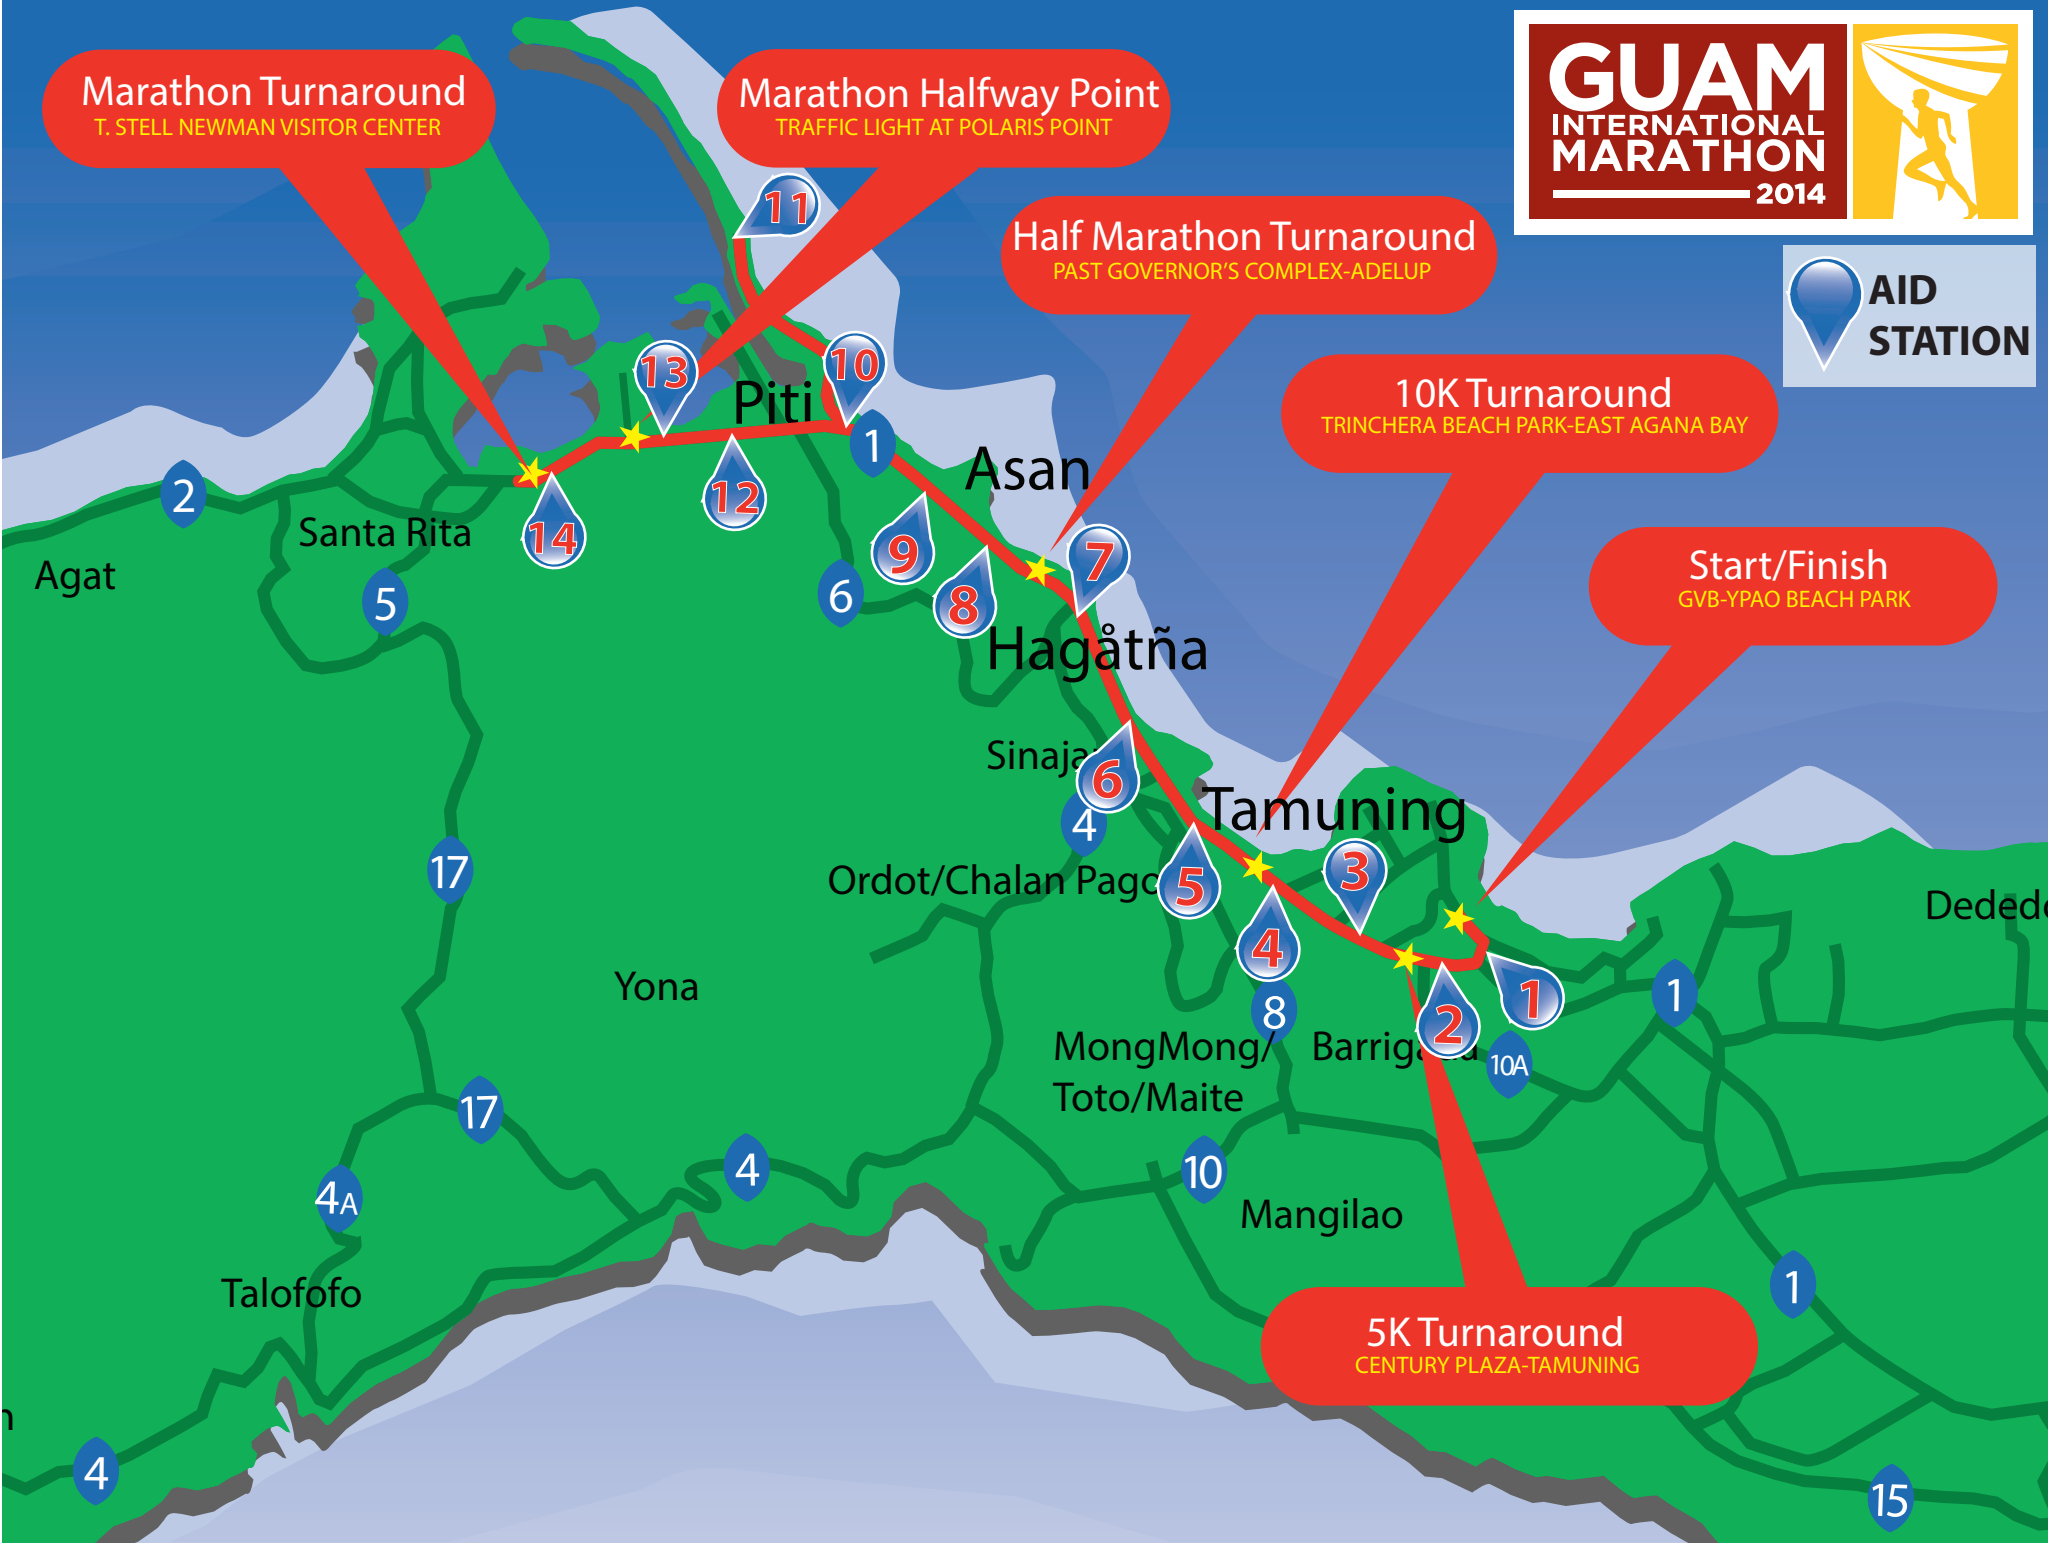 Marathon Turnaround
T. STELL NEWMAN VISITOR CENTER
Marathon Halfway Point
TRAFFIC LIGHT AT POLARIS POINT
GUAM
INTERNATIONAL
MARATHON
2014
11
Half Marathon Turnaround
PAST GOVERNOR'S COMPLEX-ADELUP
AID
STATION
13
10
Piti
10K Turnaround
TRINCHERA BEACH PARK-EAST AGANA BAY
1
Asan
2
12
Santa Rita
14
9
7
Agat
5
6
8
Start/Finish
GVB-YPAO BEACH PARK
Hagåtña
Sinaja
6
4
Tamuning
17
Ordot/Chalan Pago
5
3
Dedede
4
Yona
8
2
1
1
MongMong/
Toto/Maite
Barrigada
10A
17
4
10
4A
Mangilao
Talofofo
1
5K Turnaround
CENTURY PLAZA-TAMUNING
n
4
15